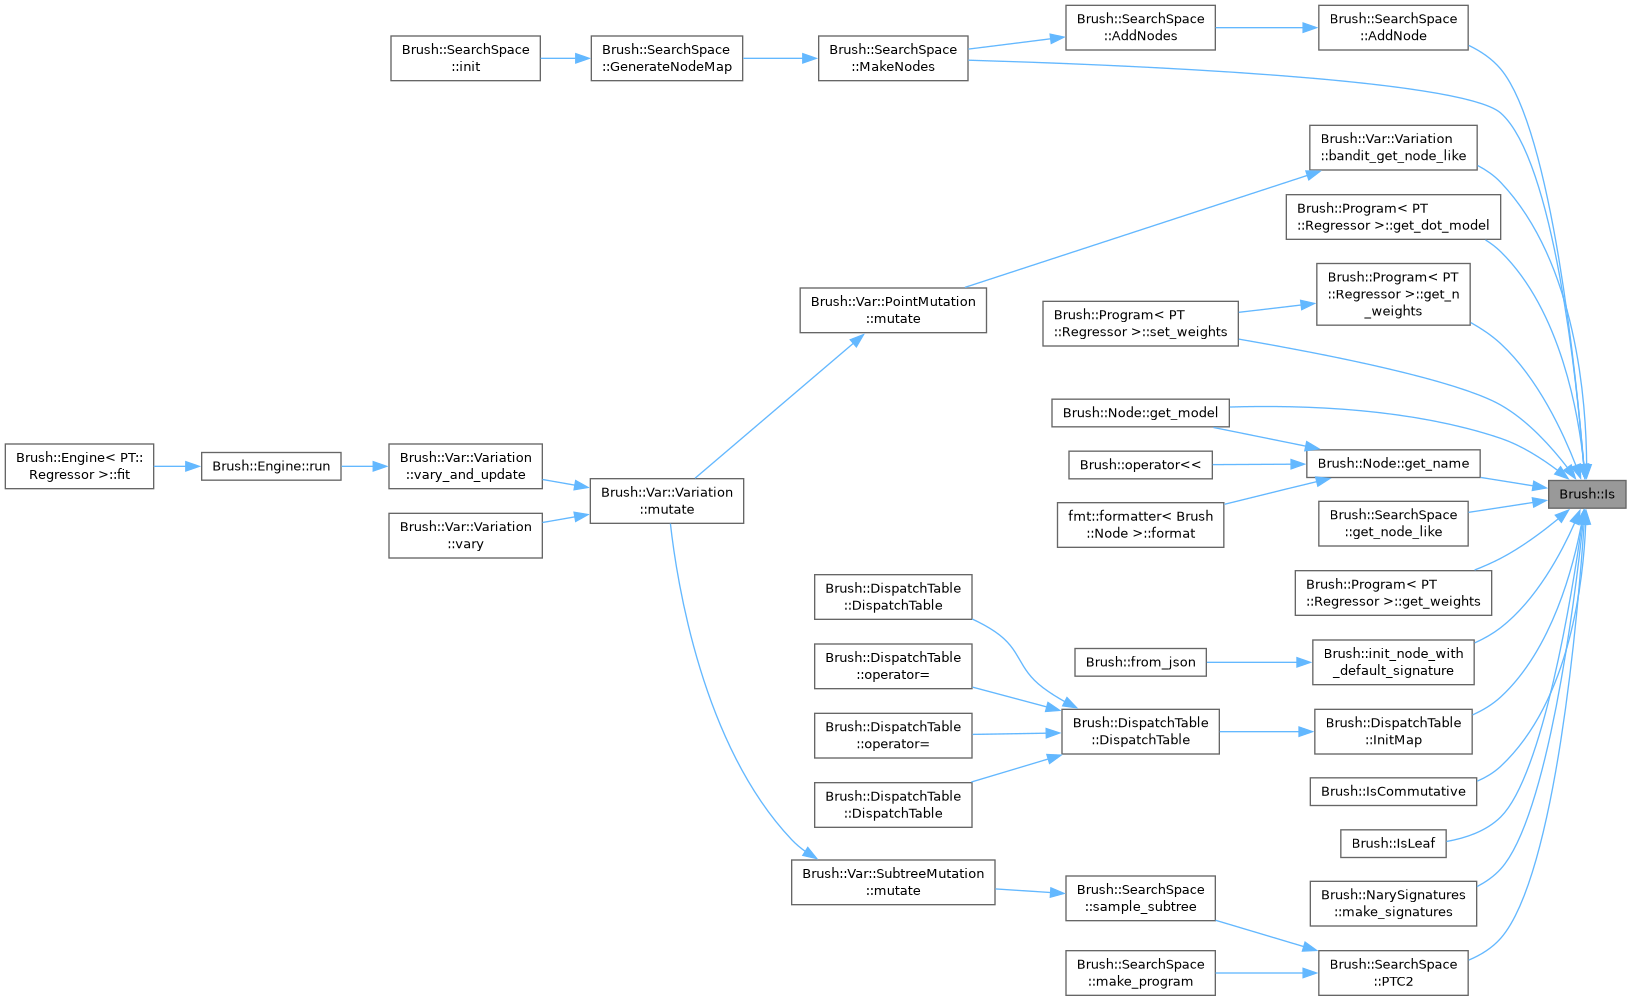 Brush::SearchSpace
::init
Brush::SearchSpace
::GenerateNodeMap
Brush::SearchSpace
::MakeNodes
Brush::SearchSpace
::AddNodes
Brush::SearchSpace
::AddNode
Brush::Var::Variation
::bandit_get_node_like
Brush::Program< PT
::Regressor >::get_dot_model
Brush::Program< PT
::Regressor >::get_n
_weights
Brush::Program< PT
::Regressor >::set_weights
Brush::Var::PointMutation
::mutate
Brush::Node::get_model
Brush::Node::get_name
Brush::operator<<
fmt::formatter< Brush
::Node >::format
Brush::Is
Brush::SearchSpace
::get_node_like
Brush::Engine< PT::
Regressor >::fit
Brush::Engine::run
Brush::Var::Variation
::vary_and_update
Brush::Var::Variation
::vary
Brush::Var::Variation
::mutate
Brush::Program< PT
::Regressor >::get_weights
Brush::DispatchTable
::DispatchTable
Brush::DispatchTable
::operator=
Brush::DispatchTable
::operator=
Brush::DispatchTable
::DispatchTable
Brush::from_json
Brush::init_node_with
_default_signature
Brush::DispatchTable
::DispatchTable
Brush::DispatchTable
::InitMap
Brush::IsCommutative
Brush::IsLeaf
Brush::Var::SubtreeMutation
::mutate
Brush::SearchSpace
::sample_subtree
Brush::NarySignatures
::make_signatures
Brush::SearchSpace
::make_program
Brush::SearchSpace
::PTC2